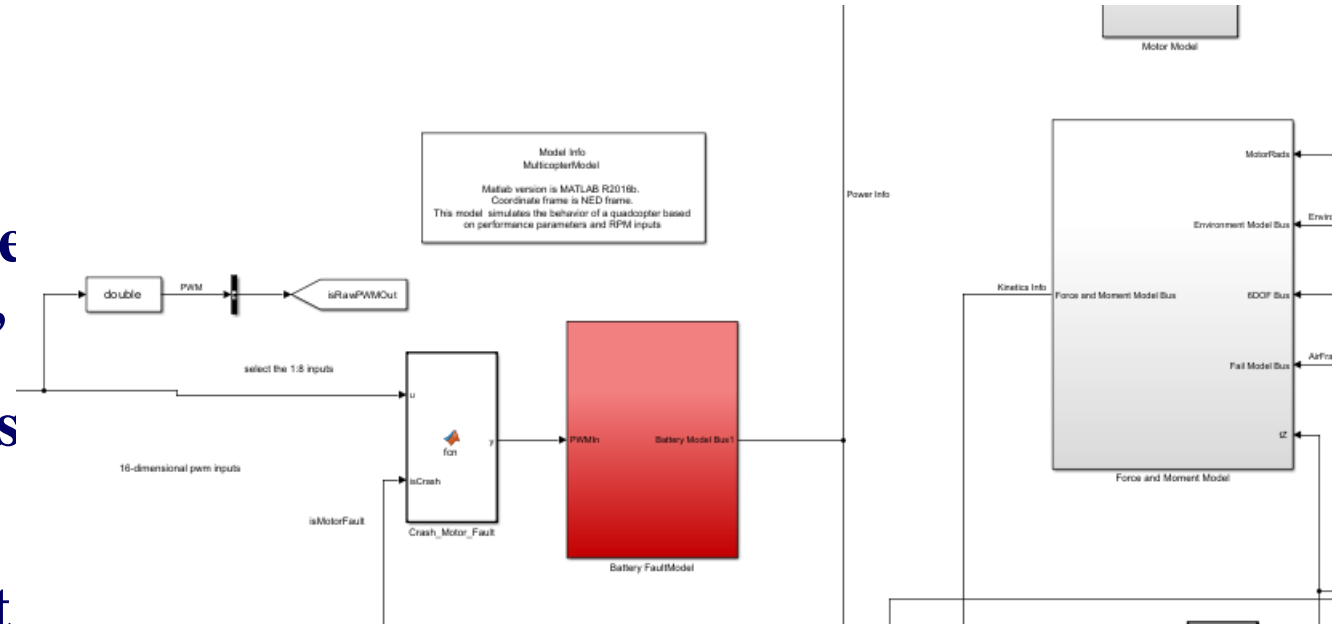 Motor Model
Model Info
MulticopterModel
Matlab version is MATLAB R2016b.
Coordinate frame is NED frame.
This model simulates the behavior of a quadcopter based
on performance parameters and RPM inputs
Power Info
MotorRads
Environment Model Bus
6DOF Bus
Fail Model Bus
tZ
Kinetics Info
Force and Moment Model Bus
Force and Moment Model
double
PWM
isRawPWMOut
select the 1:8 inputs
16-dimensional pwm inputs
isMotorFault
u
fcn
y
isCrash
Crash_Motor_Fault
PWMIn
Battery Model Bus1
Battery FaultModel
e
,
s
t